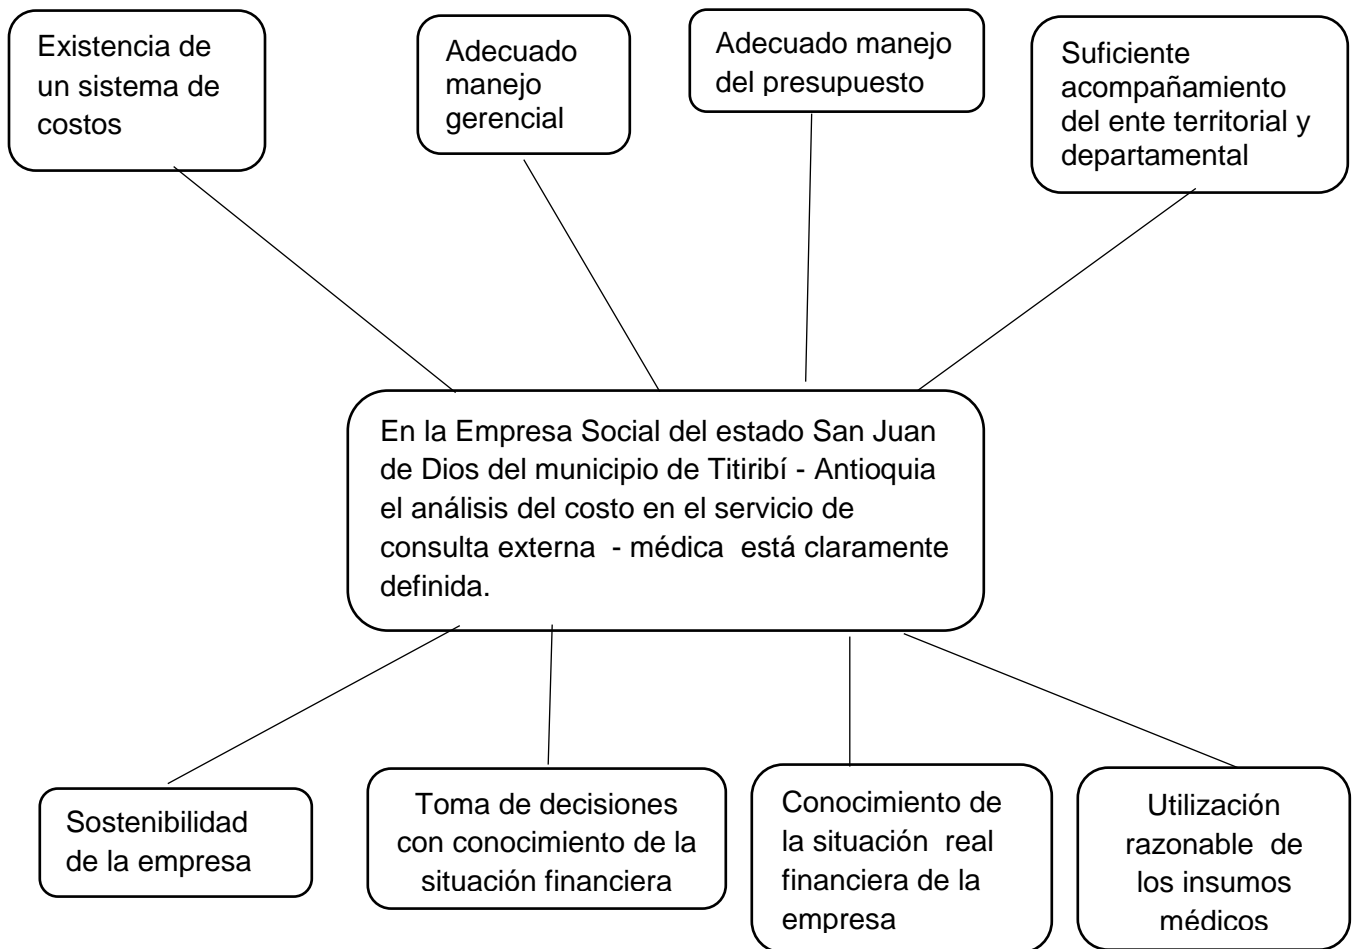 Existencia de
un sistema de
costos
Adecuado
manejo
gerencial
Adecuado manejo
del presupuesto
Suficiente
acompañamiento
del ente territorial y
departamental
En la Empresa Social del estado San Juan
de Dios del municipio de Titiribí - Antioquia
el análisis del costo en el servicio de
consulta externa - médica está claramente
definida.
Sostenibilidad
de la empresa
Toma de decisiones
con conocimiento de la
situación financiera
Conocimiento de
la situación real
financiera de la
empresa
Utilización
razonable de
los insumos
médicos